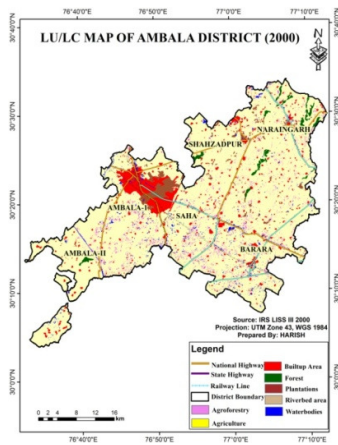 76°40'0"E 76°50'0"E 77°0'0"E 77°10'0"E
LU/LC MAP OF AMBALA DISTRICT (2000)
30°40'0"N
30°30'0"N
30°20'0"N
30°10'0"N
30°0'0"N
NARAINGARH
SHAHZADPUR
AMBALA-I
SAHA
BARARA
AMBALA-II
Source: IRS LISS III 2000
Projection: UTM Zone 43, WGS 1984
Prepared By: HARISH
Legend
National Highway
State Highway
Railway Line
District Boundary
Agroforestry
Agriculture
Builtup Area
Forest
Plantations
Riverbed area
Waterbodies
0 2 4 8 12 16
km
76°40'0"E 76°50'0"E 77°0'0"E 77°10'0"E